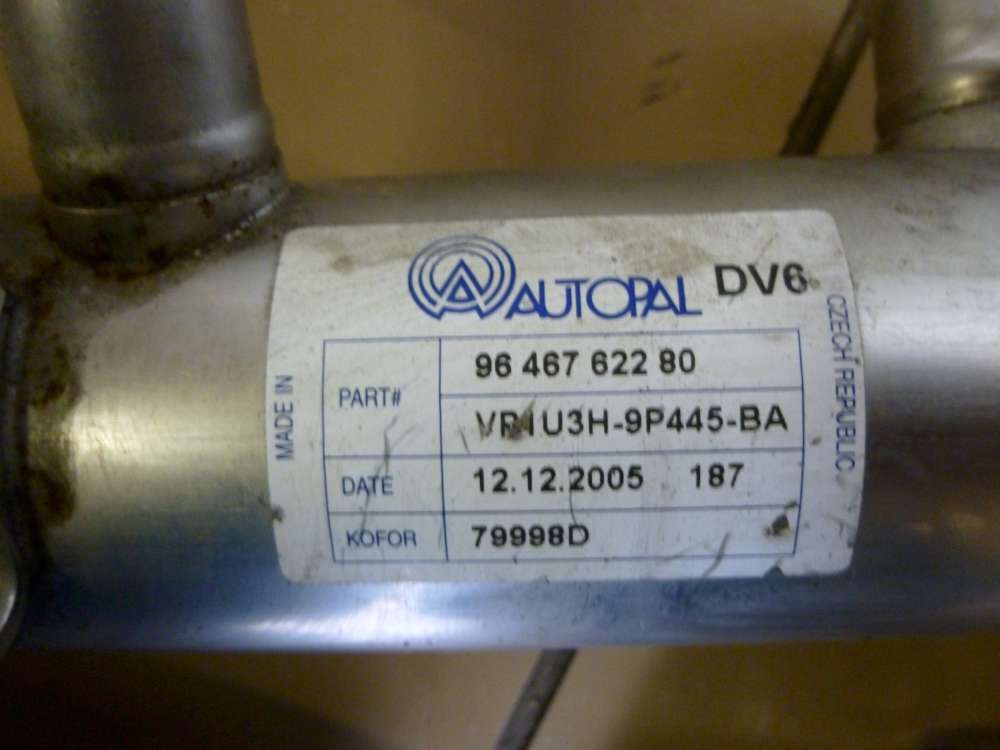 AUTOPAL DV6
MADE IN
CZECH REPUBLIC
PART#
96 467 622 80
VP1U3H-9P445-BA
DATE 12.12.2005 187
KOFOR 79998D